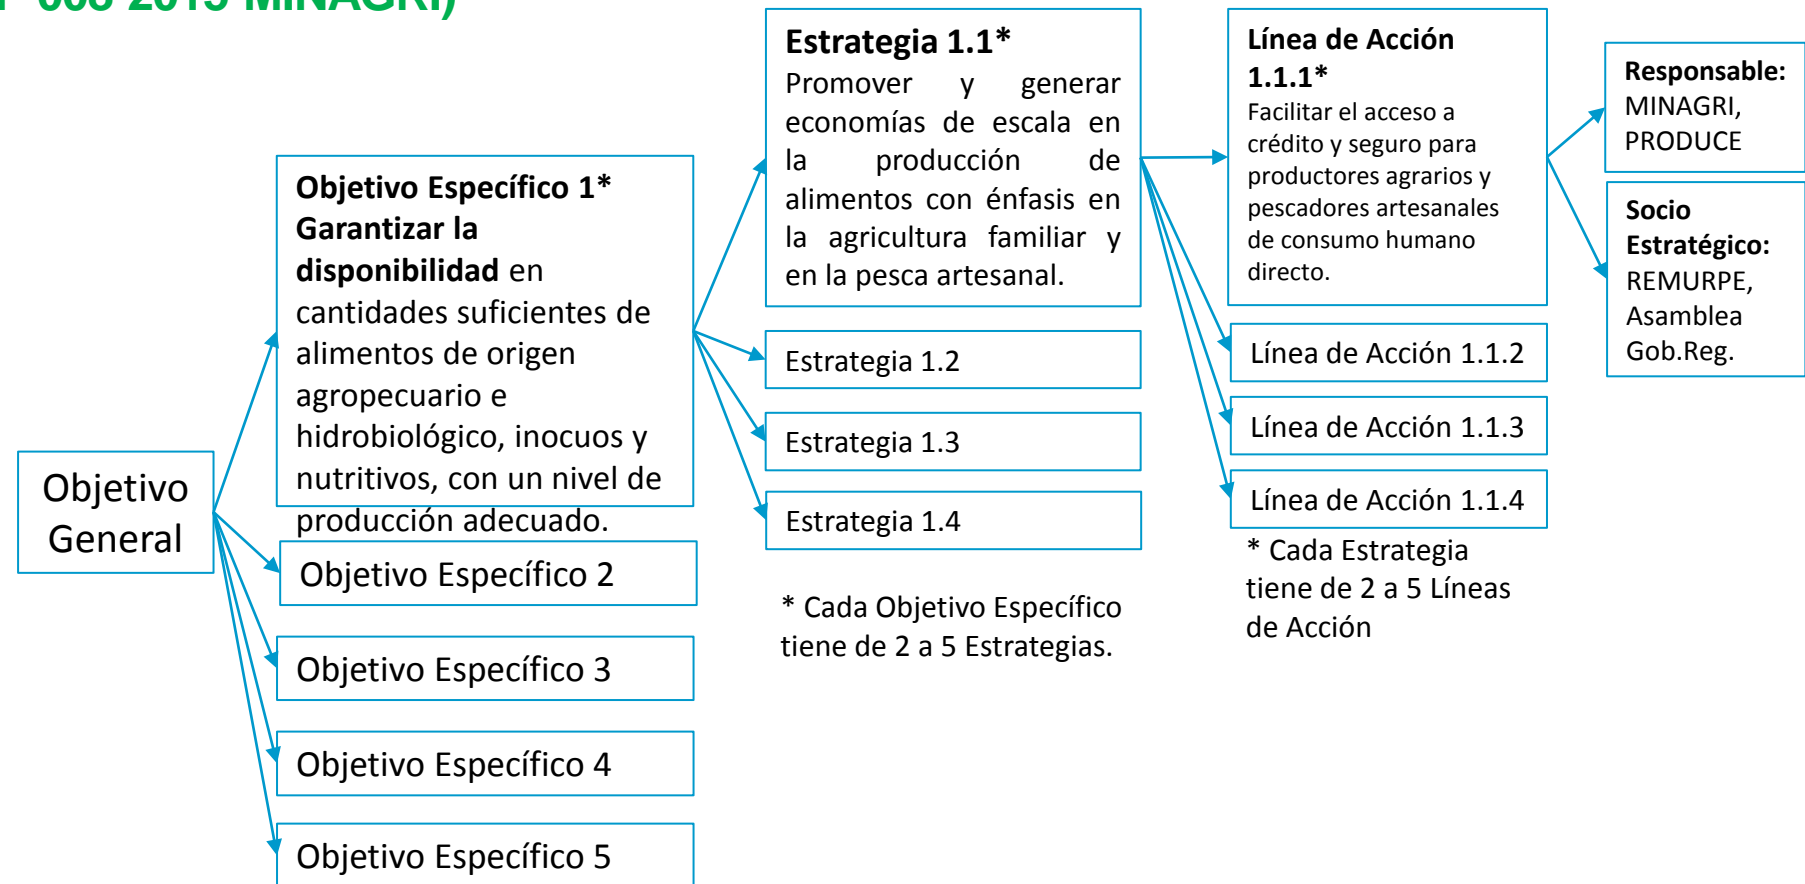 008-2015-MINAGRI)
Objetivo
General
Objetivo Específico 1*
Garantizar la
disponibilidad en
cantidades suficientes de
alimentos de origen
agropecuario e
hidrobiológico, inocuos y
nutritivos, con un nivel de
producción adecuado.
Objetivo Específico 2
Objetivo Específico 3
Objetivo Específico 4
Objetivo Específico 5
Estrategia 1.1*
Promover y generar
economías de escala en
la producción de
alimentos con énfasis en
la agricultura familiar y
en la pesca artesanal.
Estrategia 1.2
Estrategia 1.3
Estrategia 1.4
* Cada Objetivo Específico
tiene de 2 a 5 Estrategias.
Línea de Acción
1.1.1*
Facilitar el acceso a
crédito y seguro para
productores agrarios y
pescadores artesanales
de consumo humano
directo.
Línea de Acción 1.1.2
Línea de Acción 1.1.3
Línea de Acción 1.1.4
* Cada Estrategia
tiene de 2 a 5 Líneas
de Acción
Responsable:
MINAGRI,
PRODUCE
Socio
Estratégico:
REMURPE,
Asamblea
Gob.Reg.